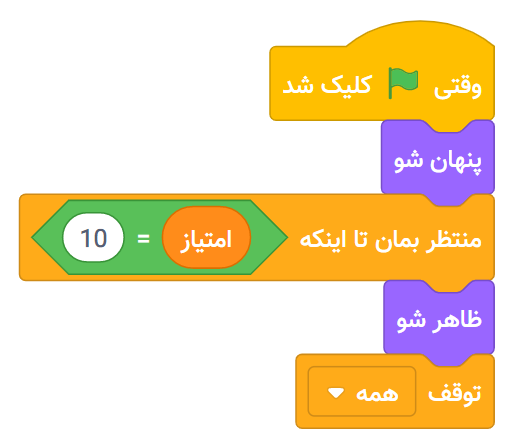 وقتی کلیک شد
پنهان شو
منتظر بمان تا اینکه امتیاز = 10
ظاهر شو
توقف همه